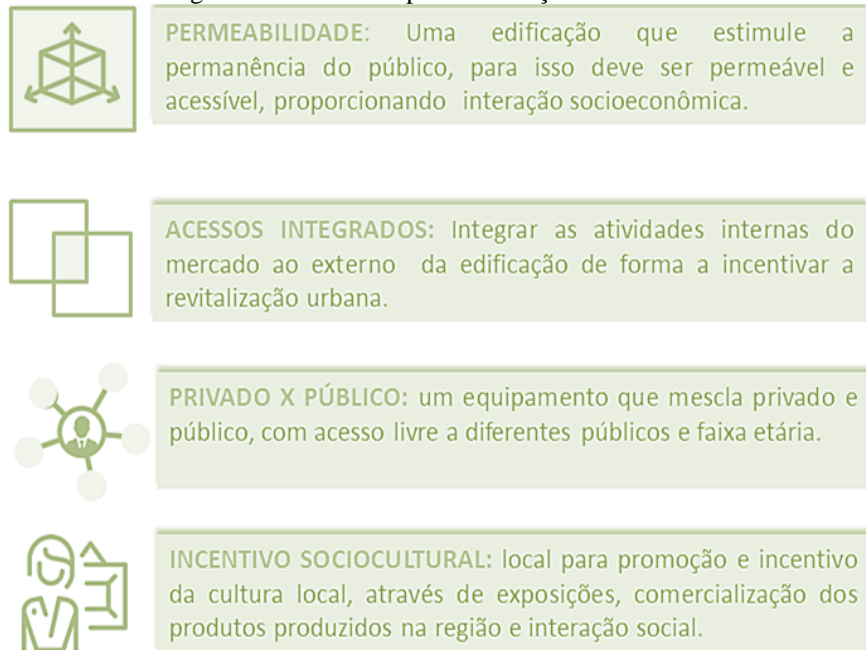 PERMEABILIDADE: Uma edificação que estimule a
permanência do público, para isso deve ser permeável e
acessível, proporcionando interação socioeconômica.
ACESSOS INTEGRADOS: Integrar as atividades internas do
mercado ao externo da edificação de forma a incentivar a
revitalização urbana.
PRIVADO X PÚBLICO: um equipamento que mescla privado e
público, com acesso livre a diferentes públicos e faixa etária.
INCENTIVO SOCIOCULTURAL: local para promoção e incentivo
da cultura local, através de exposições, comercialização dos
produtos produzidos na região e interação social.